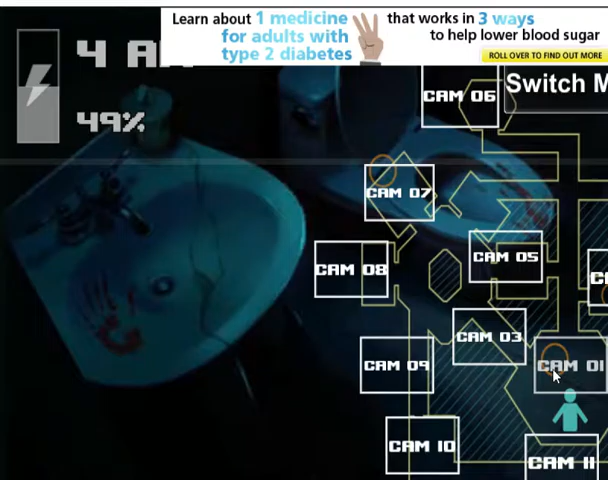 Learn about 1 medicine
for adults with
type 2 diabetes
that works in 3 ways
to help lower blood sugar
ROLL OVER TO FIND OUT MORE
4
49%
Switch
CAM 06
CAM 07
CAM 05
CAM 08
CAM 03
CAM 09
CAM 01
CAM 10
CAM 11